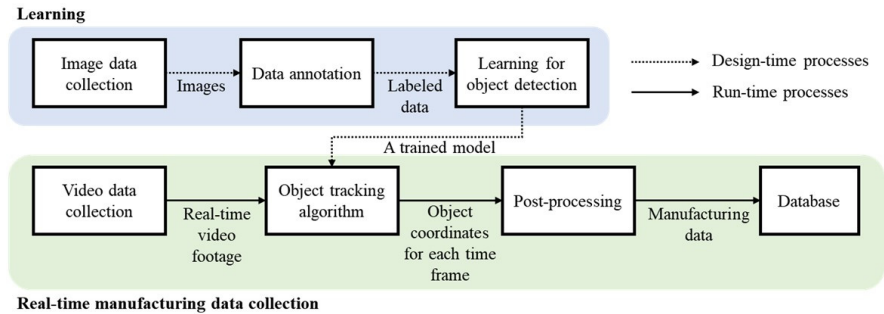 Learning
Image data
collection
Images
Data annotation
Labeled
data
Learning for
object detection
Design-time processes
Run-time processes
A trained model
Video data
collection
Real-time
video
footage
Object tracking
algorithm
Object
coordinates
for each time
frame
Post-processing
Manufacturing
data
Database
Real-time manufacturing data collection